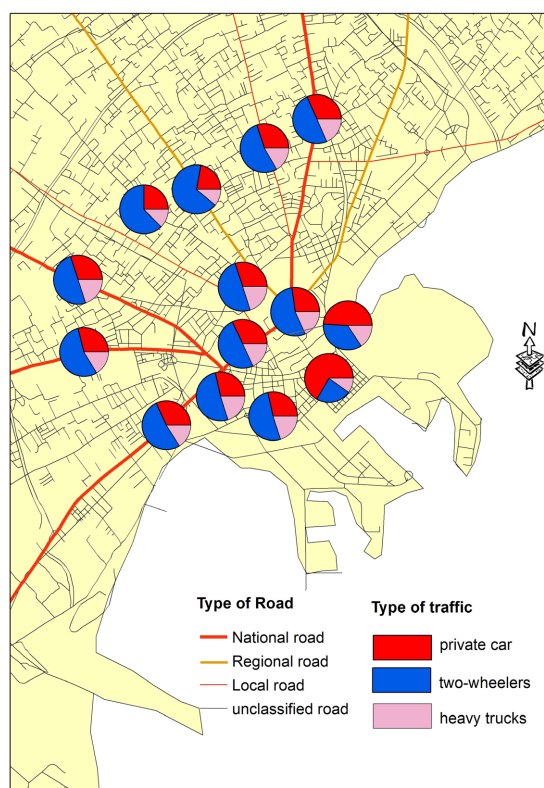 N
Type of Road
National road
Regional road
Local road
unclassified road
Type of traffic
private car
two-wheelers
heavy trucks